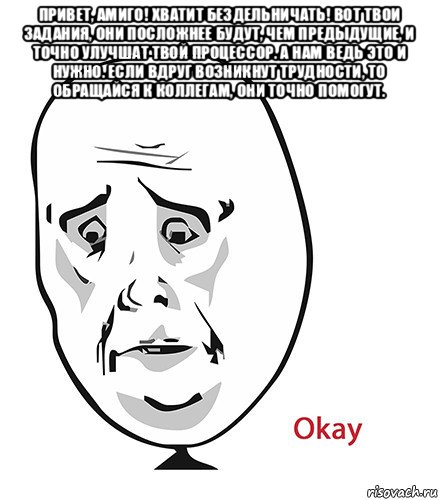 ПРИВЕТ, АМИГО! ХВАТИТ БЕЗДЕЛЬНИЧАТЬ! ВОТ ТВОИ
ЗАДАНИЯ, ОНИ ПОСЛОЖНЕЕ БУДУТ, ЧЕМ ПРЕДЫДУЩИЕ, И
ТОЧНО УЛУЧШАТ ТВОЙ ПРОЦЕССОР. А НАМ ВЕДЬ ЭТО И
НУЖНО. ЕСЛИ ВДРУГ ВОЗНИКНУТ ТРУДНОСТИ, ТО
ОБРАЩАЙСЯ К КОЛЛЕГАМ, ОНИ ТОЧНО ПОМОГУТ.
Okay
risovach.ru